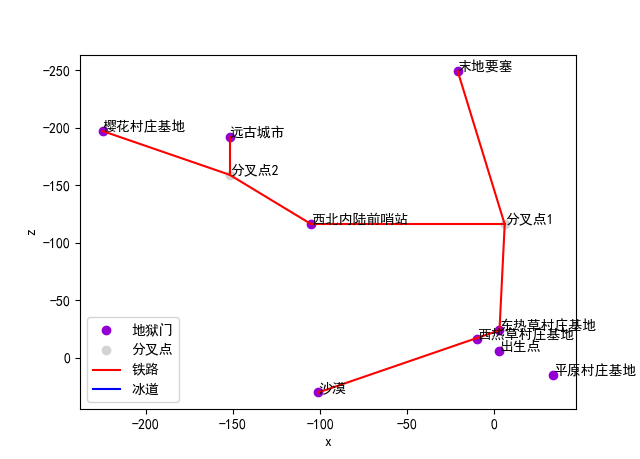 末地要塞
樱花村庄基地
远古城市
分叉点2
西北内陆前哨站
分叉点1
东热草村庄基地
西热草村庄基地
出生点
平原村庄基地
沙漠
地狱门
分叉点
铁路
冰道
−250
−200
−150
−100
−50
0
z
−200
−150
−100
−50
0
x